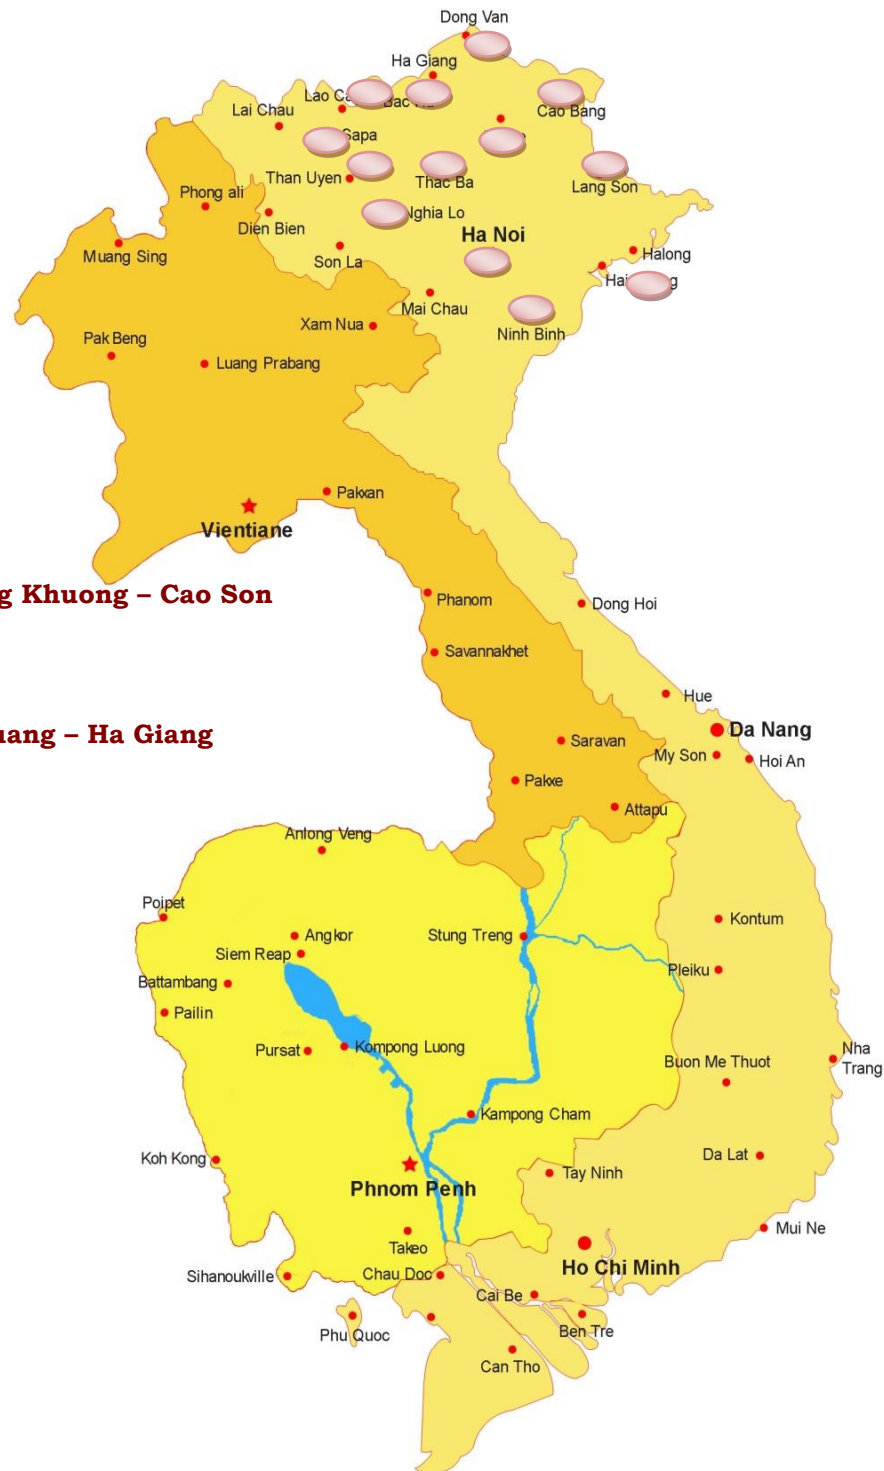 Dong Van
Ha Giang
Lao
Lai Chau
Cao Bang
Sapa
Than Uyen
Thac Ba
Lang Son
Phong ali
Nghia Lo
Dien Bien
Ha Noi
Muang Sing
Son La
Halong
Mai Chau
Xam Nua
Ninh Binh
Pak Beng
Luang Prabang
Pakxan
Vientiane
g Khuong – Cao Son
Phanom
Dong Hoi
Savannakhet
Hue
uang – Ha Giang
Da Nang
Saravan
My Son
Hoi An
Pakxe
Attapu
Anlong Veng
Poipet
Kontum
Angkor
Stung Treng
Siem Reap
Pleiku
Battambang
Pailin
Pursat
Kompong Luong
Nha
Trang
Buon Me Thuot
Kampong Cham
Da Lat
Koh Kong
Tay Ninh
Phnom Penh
Mui Ne
Takeo
Ho Chi Minh
Sihanoukville
Chau Doc
Cai Be
Phu Quoc
Ben Tre
Can Tho